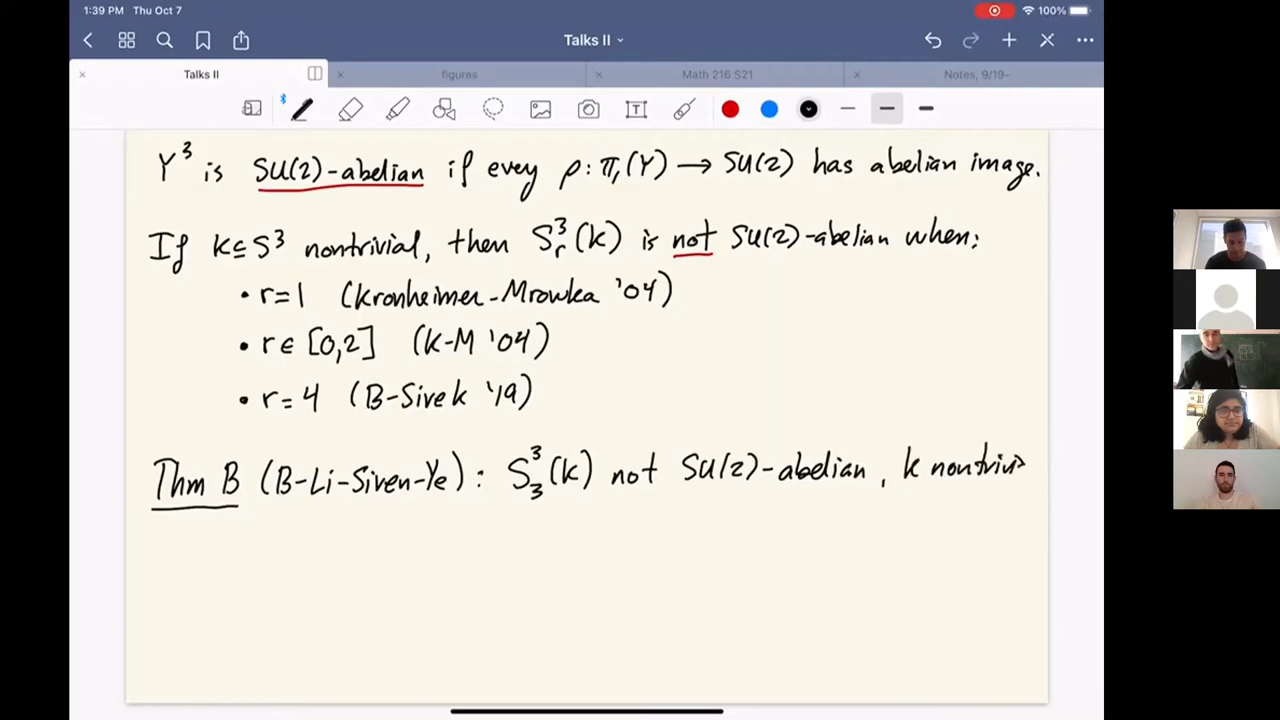 1:39 PM Thu Oct 7
100%
Talks II
Talks II
figures
Math 216 S21
Notes, 9/19-
Y³ is SU(2)-abelian if every ρ: π₁(Y) → SU(2) has abelian image.
If K⊆S³ nontrivial, then S³ᵣ(K) is not SU(2)-abelian when:
• r=1 (Kronheimer-Mrowka '04)
• r∈ [0,2] (K-M '04)
• r=4 (B-Sivek '19)
Thm B (B-Li-Siven-Ye): S³₃(K) not SU(2)-abelian, K nontrivia